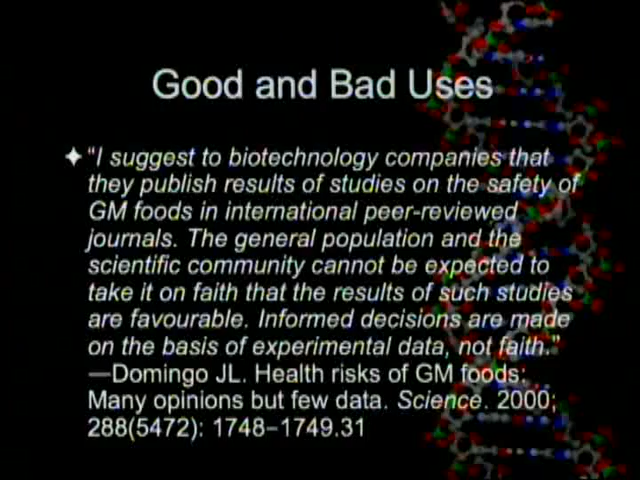 Good and Bad Uses
✦ “I suggest to biotechnology companies that
they publish results of studies on the safety of
GM foods in international peer-reviewed
journals. The general population and the
scientific community cannot be expected to
take it on faith that the results of such studies
are favourable. Informed decisions are made
on the basis of experimental data, not faith.”
—Domingo JL. Health risks of GM foods:
Many opinions but few data. Science. 2000;
288(5472): 1748–1749.31